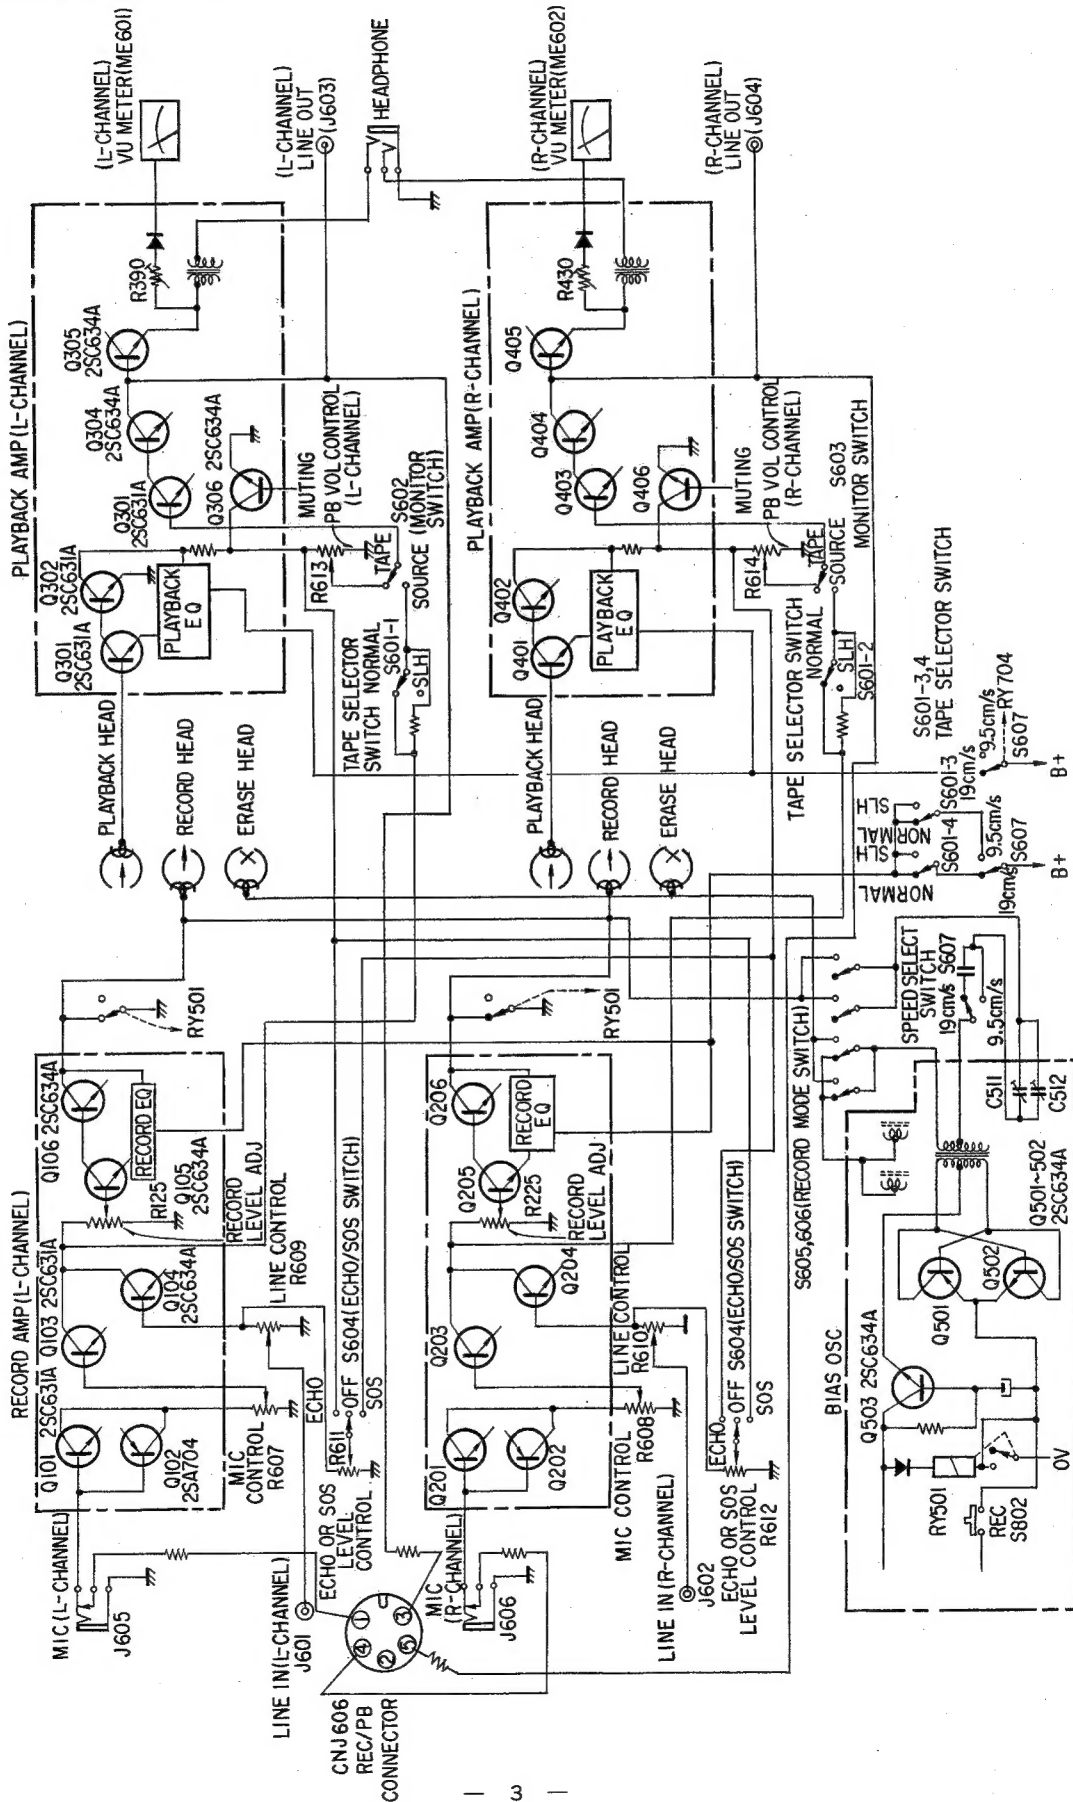 RECORD AMP(L-CHANNEL)
Q101 2SC631A
Q102
2SA704
Q103 2SC631A
Q104
2SC634A
Q105
2SC634A
Q106 2SC634A
RECORD EQ
R125
RECORD
LEVEL ADJ
LINE CONTROL
R609
MIC
CONTROL
R607
MIC(L-CHANNEL)
J605
LINE IN(L-CHANNEL)
J601
ECHO OR SOS
LEVEL
CONTROL
R611
ECHO
OFF S604(ECHO/SOS SWITCH)
SOS
RY501
PLAYBACK HEAD
RECORD HEAD
ERASE HEAD
PLAYBACK AMP(L-CHANNEL)
Q301
2SC631A
Q302
2SC631A
Q301
2SC631A
Q304
2SC634A
Q305
2SC634A
Q306 2SC634A
PLAYBACK
EQ
R390
MUTING
PB VOL CONTROL
(L-CHANNEL)
R613
TAPE
SOURCE
S602
(MONITOR
SWITCH)
TAPE SELECTOR
SWITCH NORMAL
S601-1
SLH
(L-CHANNEL)
VU METER(ME601)
(L-CHANNEL)
LINE OUT
(J603)
HEADPHONE
CNJ606
REC/PB
CONNECTOR
1
2
3
4
5
MIC
(R-CHANNEL)
J606
LINE IN(R-CHANNEL)
J602
Q201
Q202
Q203
Q204
Q205
Q206
RECORD
EQ
R225
RECORD
LEVEL ADJ
LINE CONTROL
R610
MIC CONTROL
R608
ECHO OR SOS
LEVEL CONTROL
R612
ECHO
OFF S604(ECHO/SOS SWITCH)
SOS
RY501
PLAYBACK HEAD
RECORD HEAD
ERASE HEAD
PLAYBACK AMP(R-CHANNEL)
Q401
Q402
Q403
Q404
Q405
Q406
PLAYBACK
EQ
R430
MUTING
PB VOL CONTROL
(R-CHANNEL)
R614
TAPE
SOURCE
S603
MONITOR SWITCH
TAPE SELECTOR SWITCH
NORMAL
SLH
S601-2
(R-CHANNEL)
VU METER(ME602)
(R-CHANNEL)
LINE OUT
(J604)
S605,606(RECORD MODE SWITCH)
SPEED SELECT
SWITCH
19cm/s S607
9.5cm/s
NORMAL
SLH
S601-4
19cm/s
9.5cm/s
S607
B+
NORMAL
SLH
S601-3
S601-3,4
TAPE SELECTOR SWITCH
19cm/s
9.5cm/s
RY704
S607
B+
BIAS OSC
Q503 2SC634A
Q501
Q502
Q501~502
2SC634A
C511
C512
RY501
REC
S802
0V
— 3 —